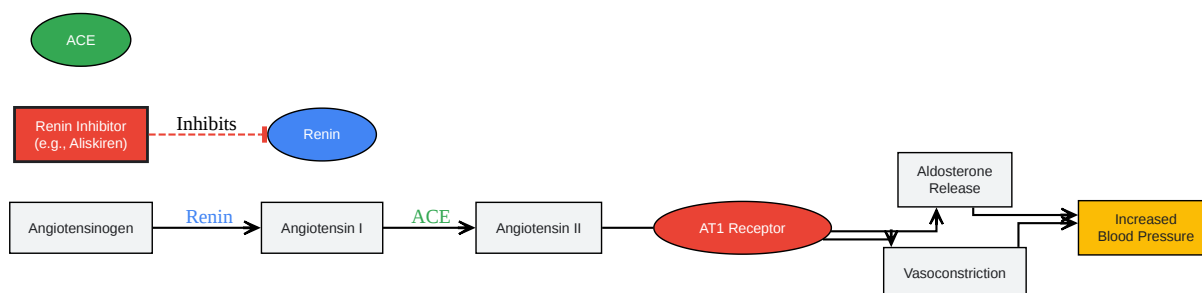 ACE
Renin Inhibitor
(e.g., Aliskiren)
Inhibits
Renin
Angiotensinogen
Renin
Angiotensin I
ACE
Angiotensin II
AT1 Receptor
Aldosterone
Release
Vasoconstriction
Increased
Blood Pressure